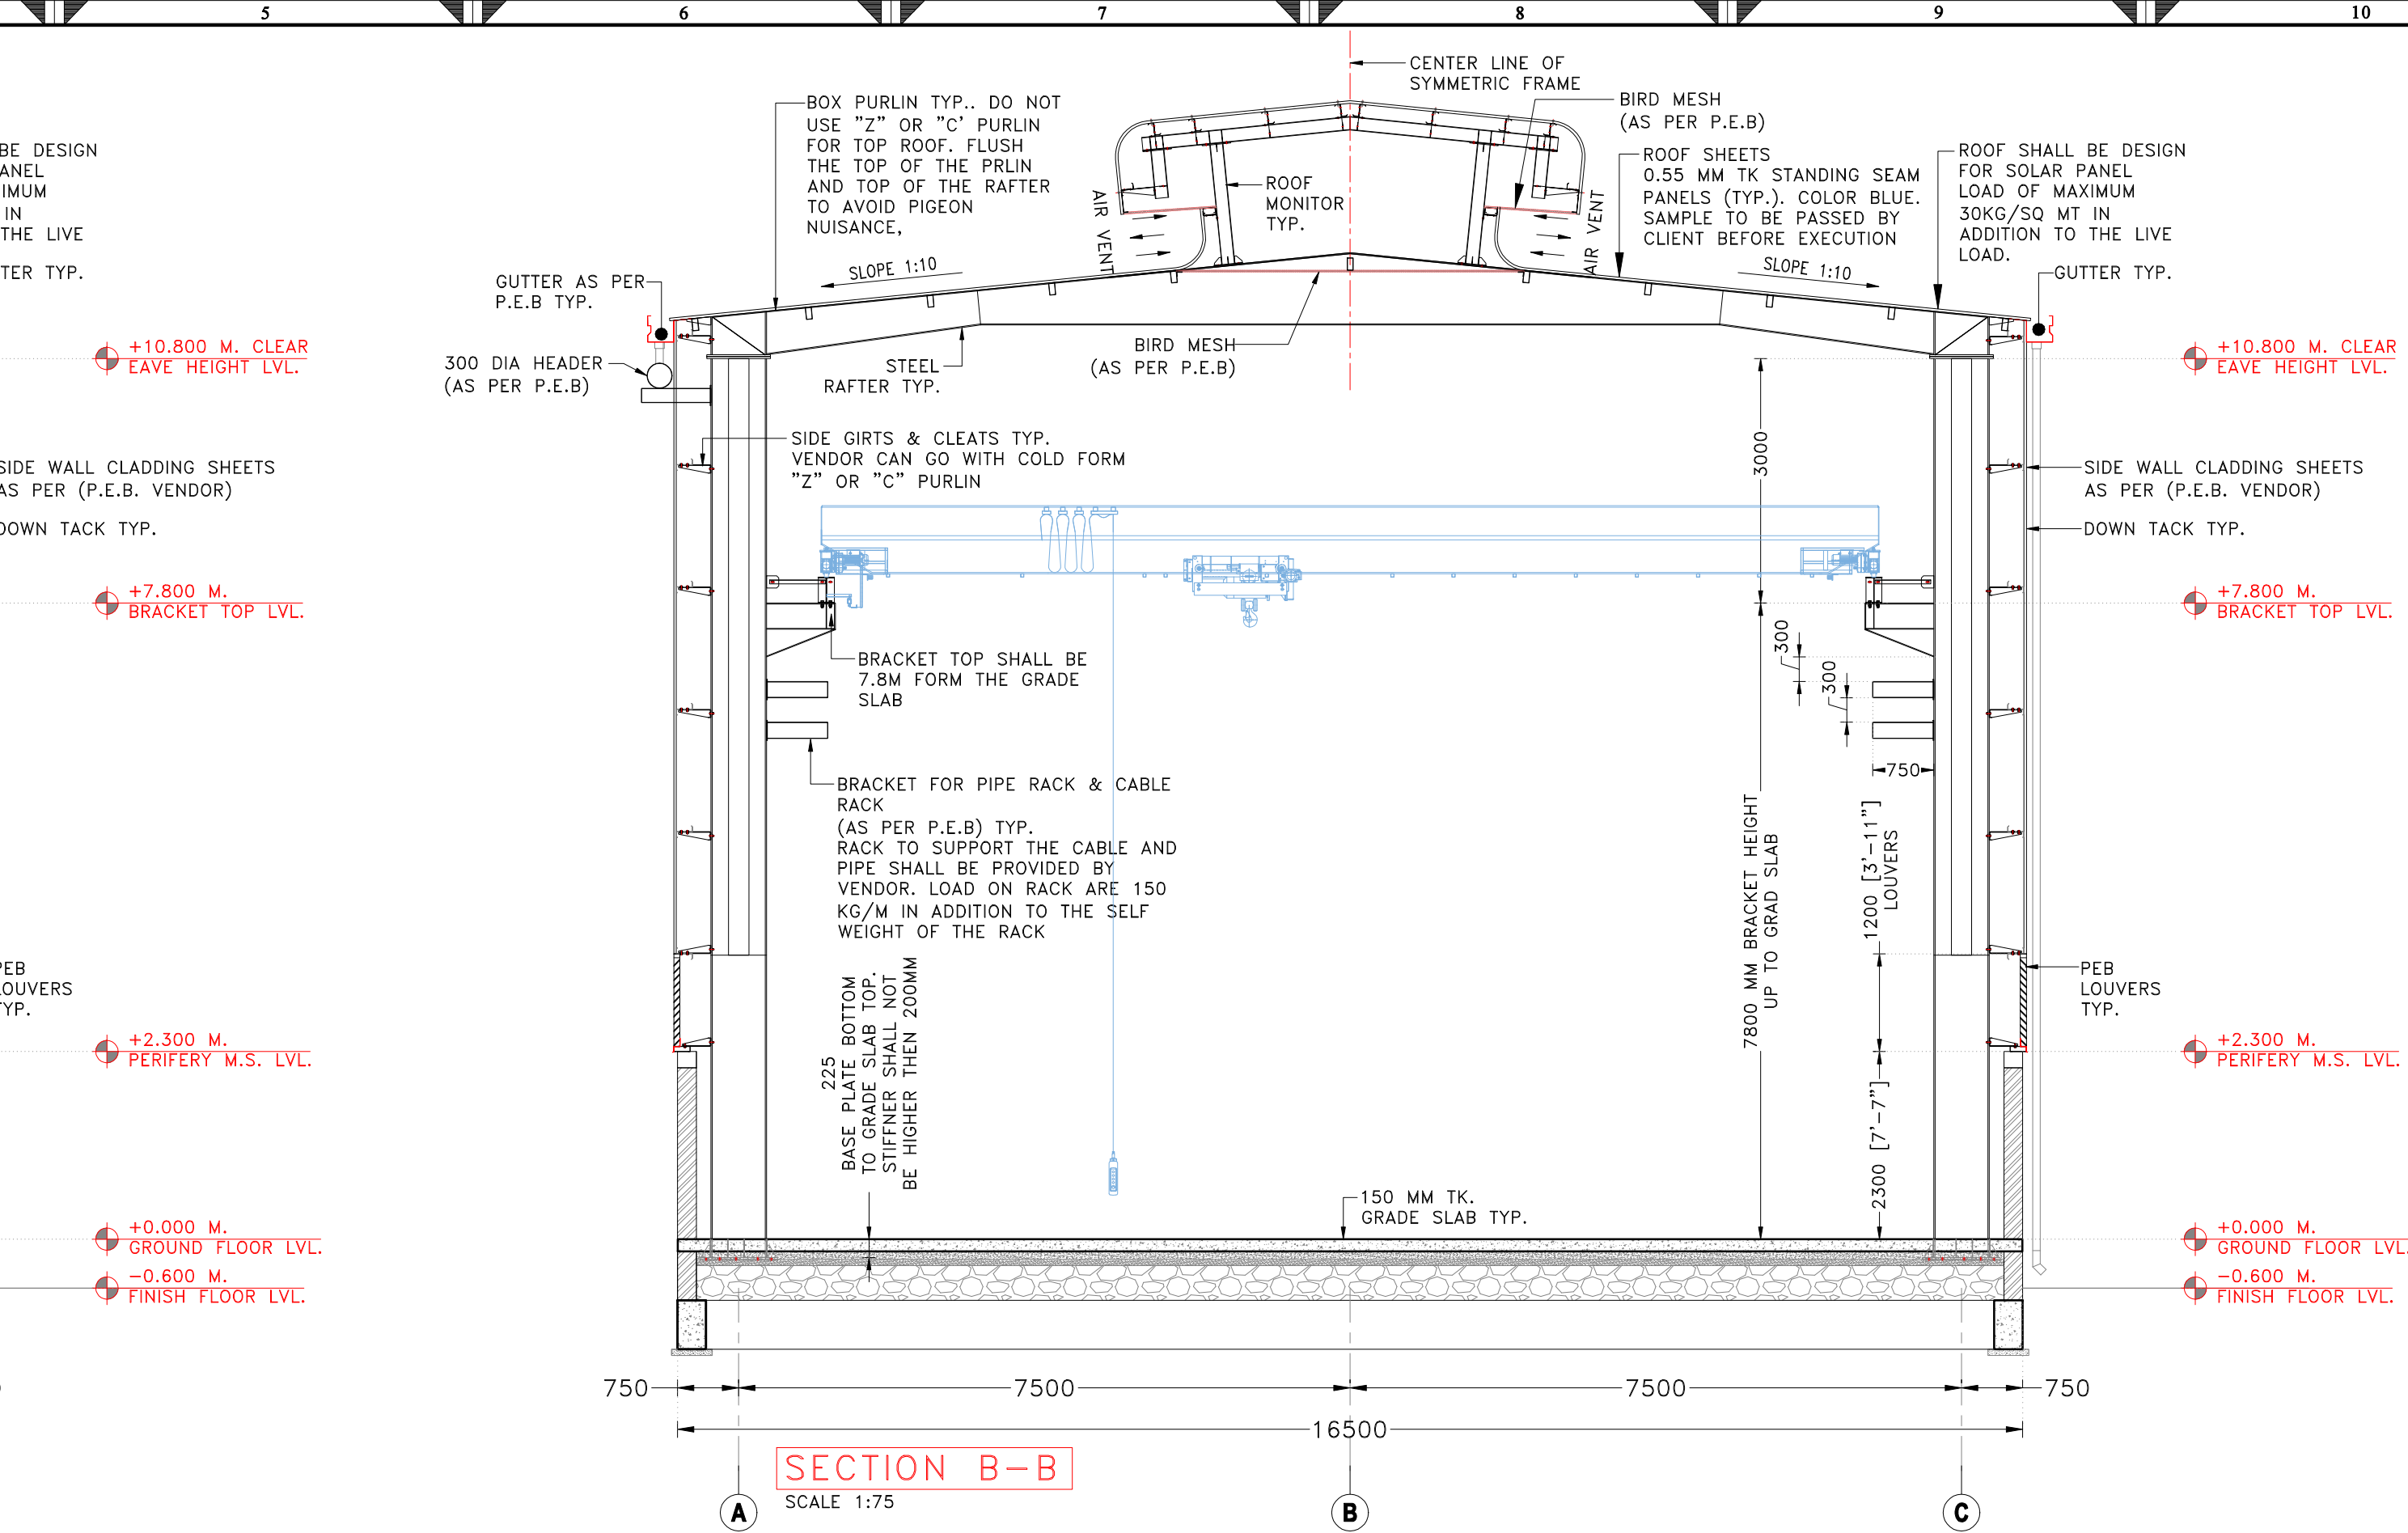 5
6
7
8
9
10
CENTER LINE OF
SYMMETRIC FRAME
BOX PURLIN TYP.. DO NOT
USE "Z" OR "C' PURLIN
FOR TOP ROOF. FLUSH
THE TOP OF THE PRLIN
AND TOP OF THE RAFTER
TO AVOID PIGEON
NUISANCE,
BIRD MESH
(AS PER P.E.B)
ROOF SHEETS
0.55 MM TK STANDING SEAM
PANELS (TYP.). COLOR BLUE.
SAMPLE TO BE PASSED BY
CLIENT BEFORE EXECUTION
ROOF SHALL BE DESIGN
FOR SOLAR PANEL
LOAD OF MAXIMUM
30KG/SQ MT IN
ADDITION TO THE LIVE
LOAD.
BE DESIGN
ANEL
IMUM
IN
THE LIVE
TER TYP.
ROOF
MONITOR
TYP.
AIR VENT
AIR VENT
SLOPE 1:10
SLOPE 1:10
GUTTER AS PER
P.E.B TYP.
GUTTER TYP.
+10.800 M. CLEAR
EAVE HEIGHT LVL.
300 DIA HEADER
(AS PER P.E.B)
STEEL
RAFTER TYP.
BIRD MESH
(AS PER P.E.B)
+10.800 M. CLEAR
EAVE HEIGHT LVL.
SIDE GIRTS & CLEATS TYP.
VENDOR CAN GO WITH COLD FORM
"Z" OR "C" PURLIN
3000
SIDE WALL CLADDING SHEETS
AS PER (P.E.B. VENDOR)
DOWN TACK TYP.
SIDE WALL CLADDING SHEETS
AS PER (P.E.B. VENDOR)
DOWN TACK TYP.
+7.800 M.
BRACKET TOP LVL.
+7.800 M.
BRACKET TOP LVL.
BRACKET TOP SHALL BE
7.8M FORM THE GRADE
SLAB
300
300
750
BRACKET FOR PIPE RACK & CABLE
RACK
(AS PER P.E.B) TYP.
RACK TO SUPPORT THE CABLE AND
PIPE SHALL BE PROVIDED BY
VENDOR. LOAD ON RACK ARE 150
KG/M IN ADDITION TO THE SELF
WEIGHT OF THE RACK
7800 MM BRACKET HEIGHT
UP TO GRAD SLAB
1200 [3'-11"]
LOUVERS
PEB
LOUVERS
TYP.
PEB
LOUVERS
TYP.
225
BASE PLATE BOTTOM
TO GRADE SLAB TOP.
STIFFNER SHALL NOT
BE HIGHER THEN 200MM
+2.300 M.
PERIFERY M.S. LVL.
+2.300 M.
PERIFERY M.S. LVL.
2300 [7'-7"]
150 MM TK.
GRADE SLAB TYP.
+0.000 M.
GROUND FLOOR LVL.
+0.000 M.
GROUND FLOOR LVL.
-0.600 M.
FINISH FLOOR LVL.
-0.600 M.
FINISH FLOOR LVL.
750
7500
7500
750
16500
SECTION B-B
SCALE 1:75
A
B
C